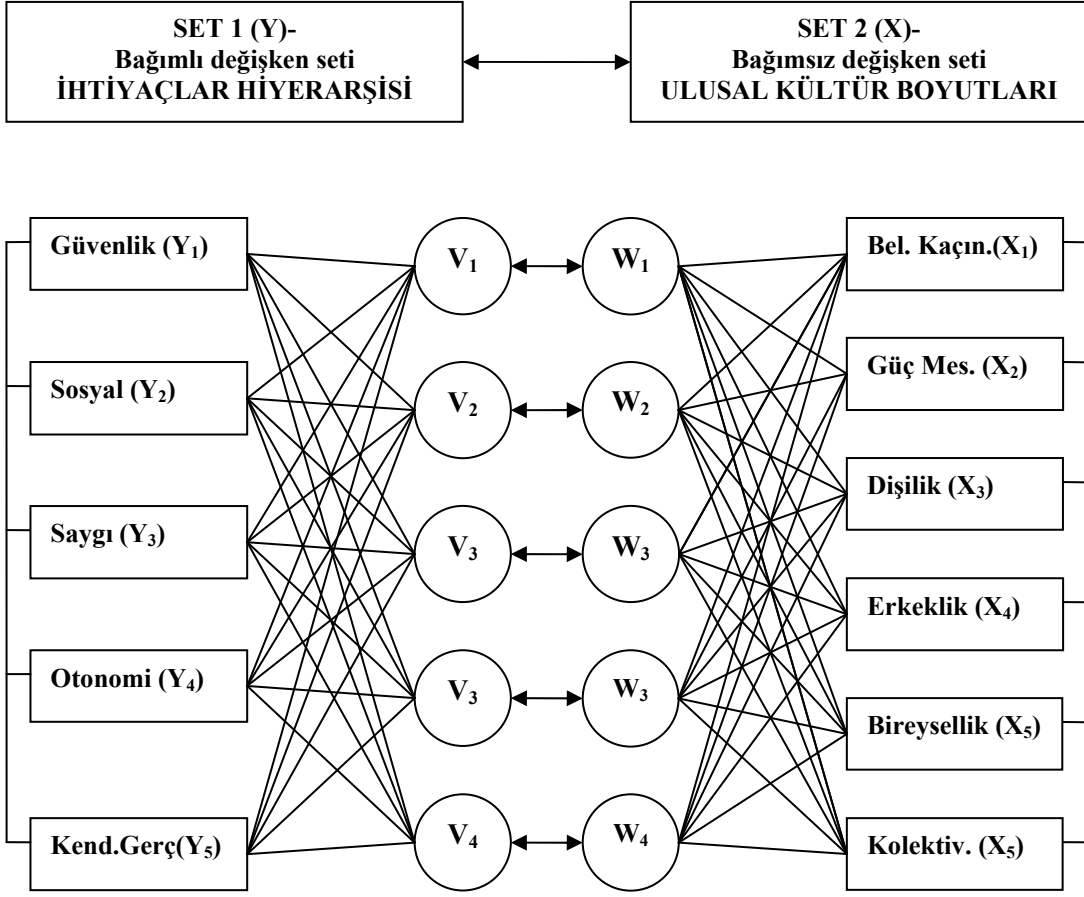 SET 1 (Y)-
Bağımlı değişken seti
İHTİYAÇLAR HİYERARŞİSİ
SET 2 (X)-
Bağımsız değişken seti
ULUSAL KÜLTÜR BOYUTLARI
Güvenlik (Y₁)
Sosyal (Y₂)
Saygı (Y₃)
Otonomi (Y₄)
Kend.Gerç(Y₅)
V₁
V₂
V₃
V₃
V₄
W₁
W₂
W₃
W₃
W₄
Bel. Kaçın.(X₁)
Güç Mes. (X₂)
Dişilik (X₃)
Erkeklik (X₄)
Bireysellik (X₅)
Kolektiv. (X₅)